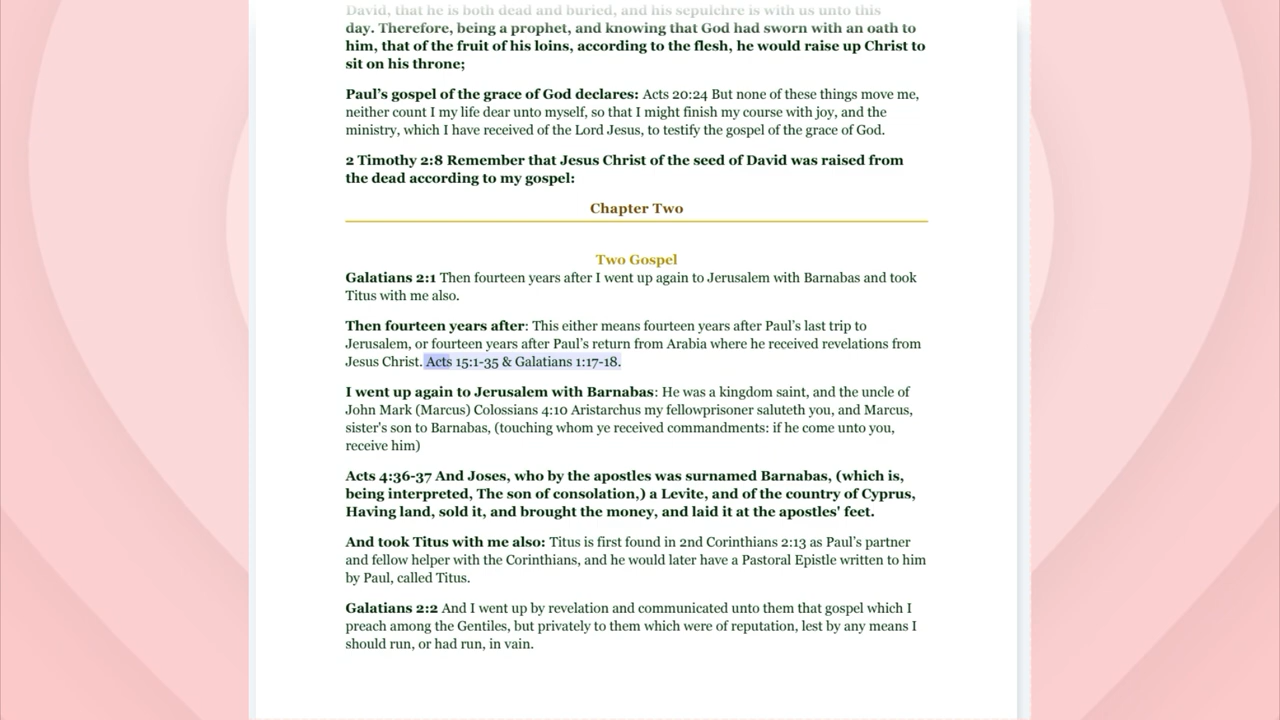 David, that he is both dead and buried, and his sepulchre is with us unto this
day. Therefore, being a prophet, and knowing that God had sworn with an oath to
him, that of the fruit of his loins, according to the flesh, he would raise up Christ to
sit on his throne;
Paul's gospel of the grace of God declares: Acts 20:24 But none of these things move me,
neither count I my life dear unto myself, so that I might finish my course with joy, and the
ministry, which I have received of the Lord Jesus, to testify the gospel of the grace of God.
2 Timothy 2:8 Remember that Jesus Christ of the seed of David was raised from
the dead according to my gospel:
Chapter Two
Two Gospel
Galatians 2:1 Then fourteen years after I went up again to Jerusalem with Barnabas and took
Titus with me also.
Then fourteen years after: This either means fourteen years after Paul's last trip to
Jerusalem, or fourteen years after Paul's return from Arabia where he received revelations from
Jesus Christ. Acts 15:1-35 & Galatians 1:17-18.
I went up again to Jerusalem with Barnabas: He was a kingdom saint, and the uncle of
John Mark (Marcus) Colossians 4:10 Aristarchus my fellowprisoner saluteth you, and Marcus,
sister's son to Barnabas, (touching whom ye received commandments: if he come unto you,
receive him)
Acts 4:36-37 And Joses, who by the apostles was surnamed Barnabas, (which is,
being interpreted, The son of consolation,) a Levite, and of the country of Cyprus,
Having land, sold it, and brought the money, and laid it at the apostles' feet.
And took Titus with me also: Titus is first found in 2nd Corinthians 2:13 as Paul's partner
and fellow helper with the Corinthians, and he would later have a Pastoral Epistle written to him
by Paul, called Titus.
Galatians 2:2 And I went up by revelation and communicated unto them that gospel which I
preach among the Gentiles, but privately to them which were of reputation, lest by any means I
should run, or had run, in vain.